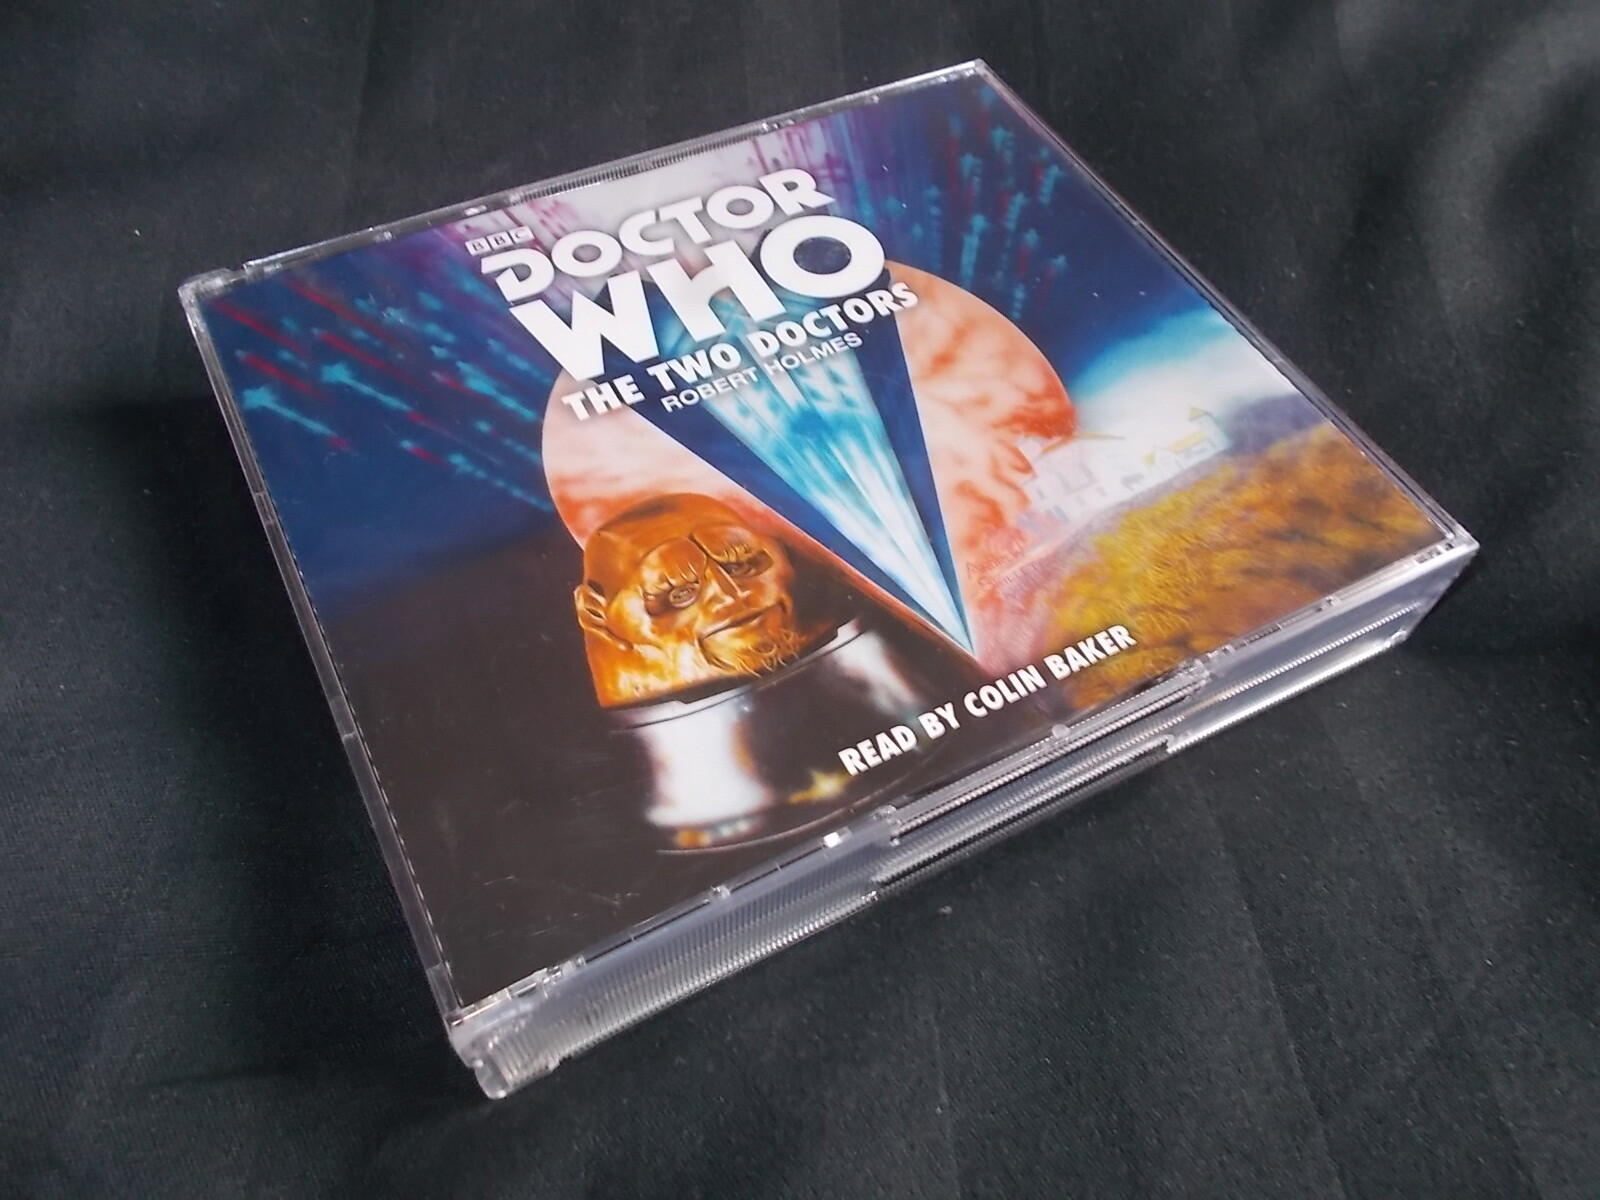 BBC
DOCTOR
WHO
THE TWO DOCTORS
ROBERT HOLMES
READ BY COLIN BAKER